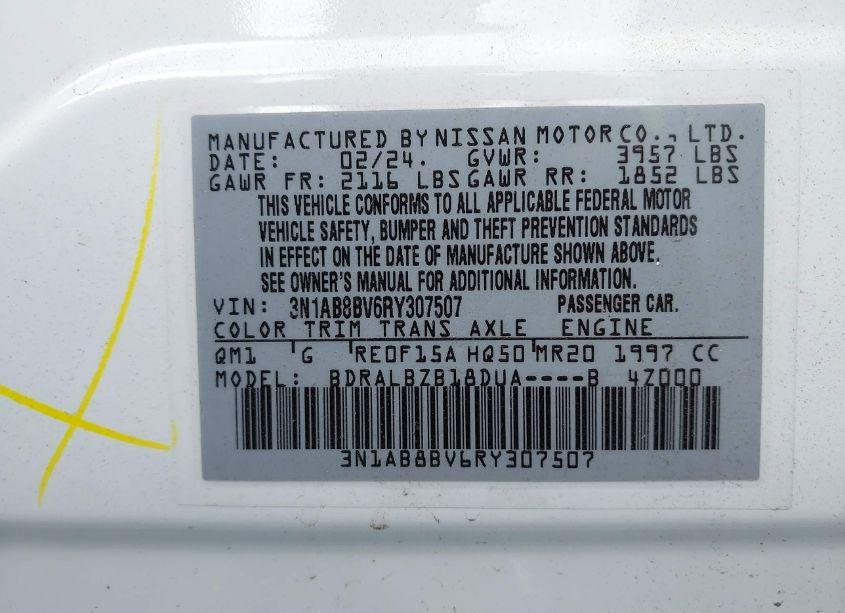 MANUFACTURED BY NISSAN MOTOR CO., LTD.
DATE: 02/24. GVWR: 3957 LBS
GAWR FR: 2116 LBS GAWR RR: 1852 LBS
THIS VEHICLE CONFORMS TO ALL APPLICABLE FEDERAL MOTOR
VEHICLE SAFETY, BUMPER AND THEFT PREVENTION STANDARDS
IN EFFECT ON THE DATE OF MANUFACTURE SHOWN ABOVE.
SEE OWNER'S MANUAL FOR ADDITIONAL INFORMATION.
VIN: 3N1AB8BV6RY307507 PASSENGER CAR.
COLOR TRIM TRANS AXLE ENGINE
QM1 G RE0F15A HQ50 MR20 1997 CC
MODEL: BDRALBZB18DUA----B 4Z000
3N1AB8BV6RY307507